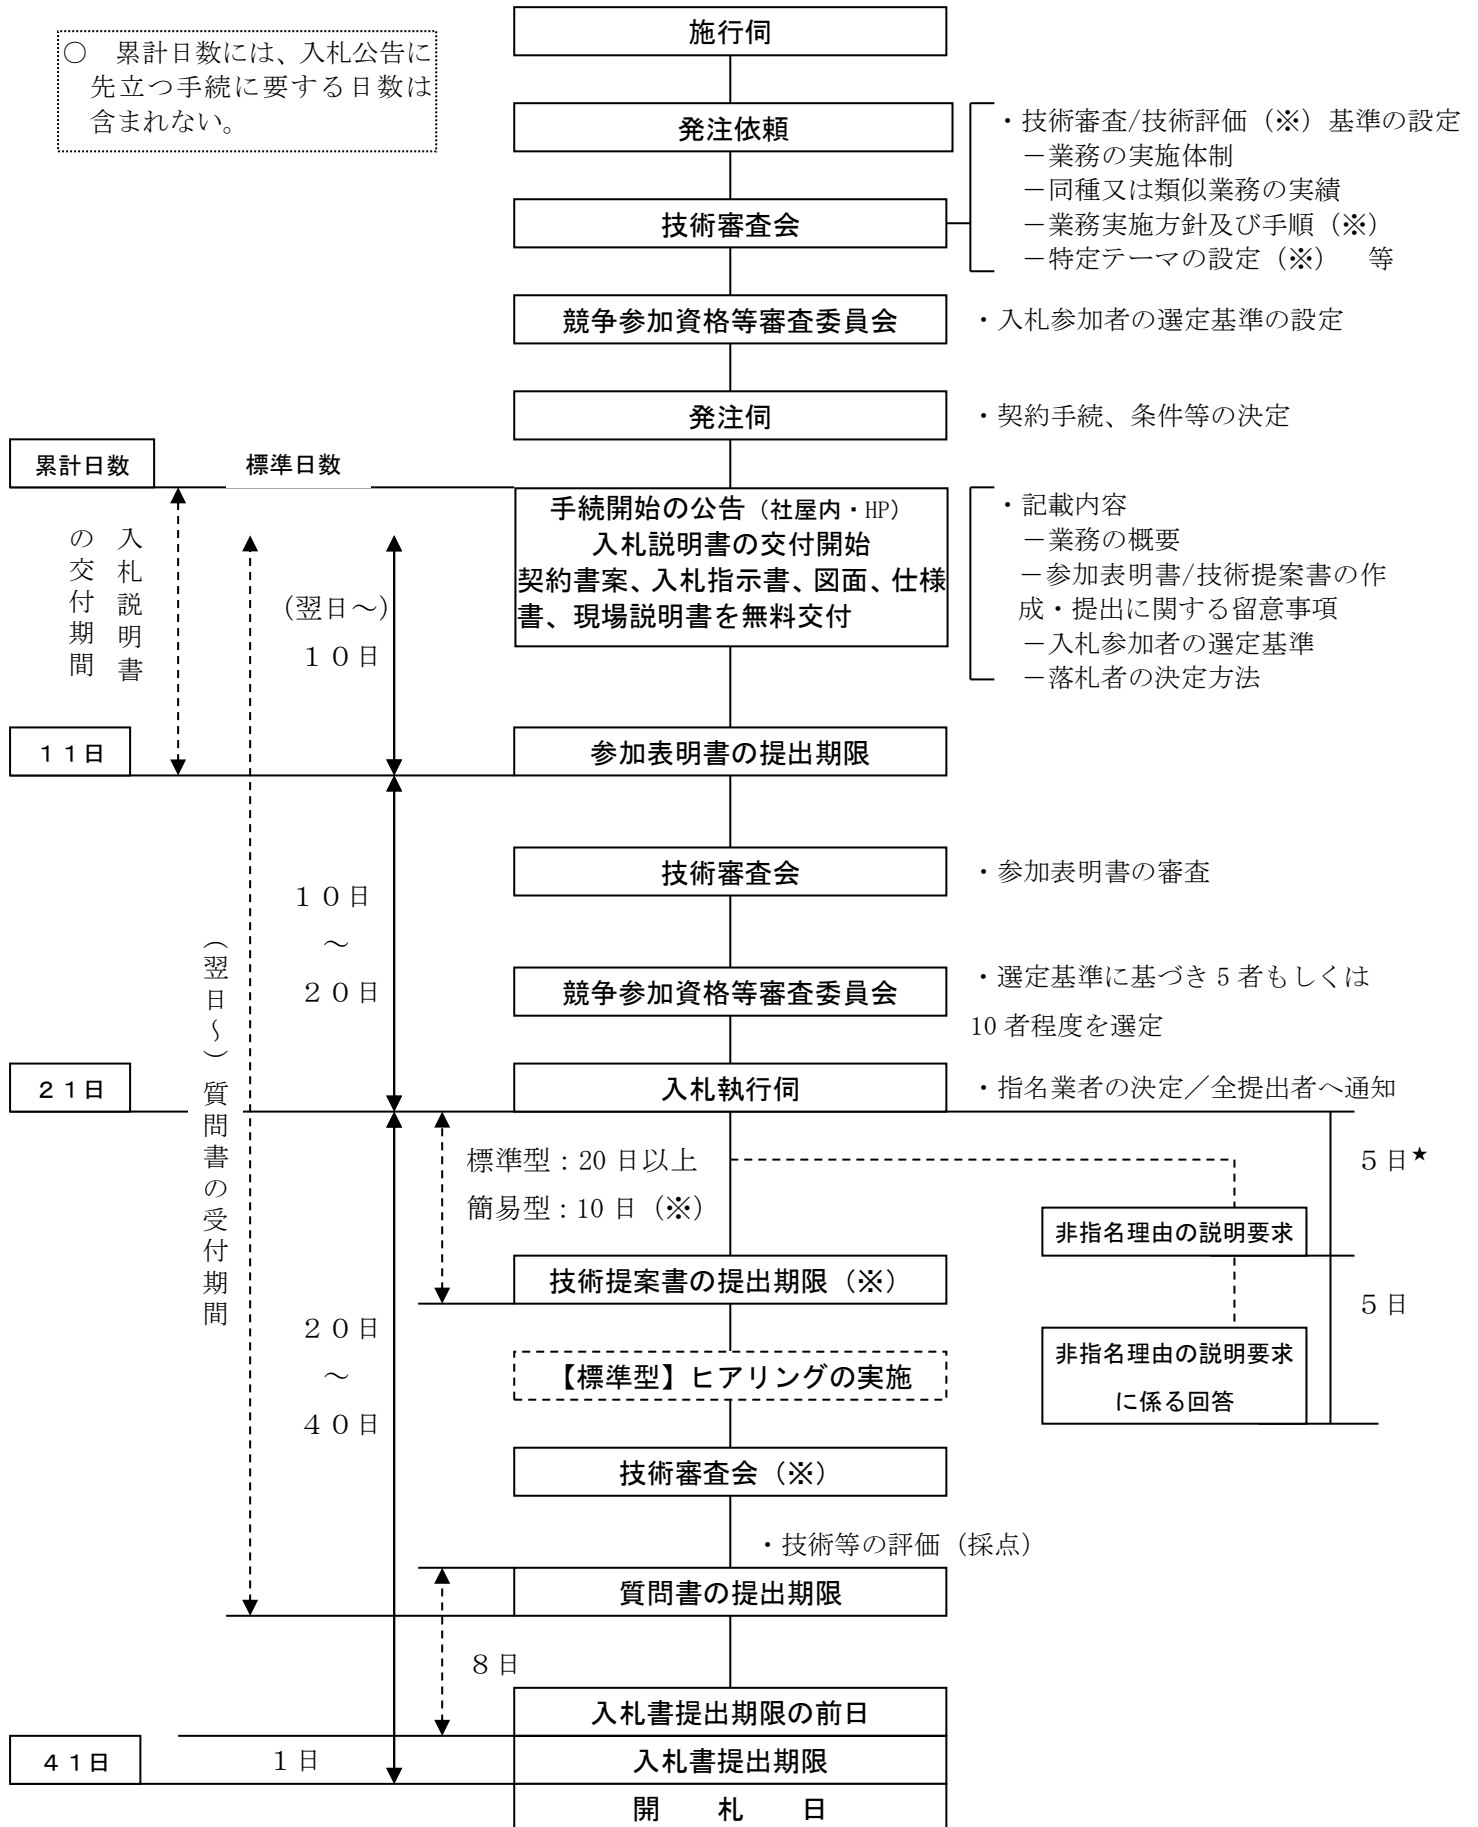 施行伺
○　累計日数には、入札公告に
先立つ手続に要する日数は
含まれない。
発注依頼
・技術審査/技術評価（※）基準の設定
－業務の実施体制
－同種又は類似業務の実績
－業務実施方針及び手順（※）
－特定テーマの設定（※）　等
技術審査会
競争参加資格等審査委員会
・入札参加者の選定基準の設定
発注伺
・契約手続、条件等の決定
累計日数
標準日数
手続開始の公告（社屋内・HP）
入札説明書の交付開始
契約書案、入札指示書、図面、仕様
書、現場説明書を無料交付
・記載内容
－業務の概要
－参加表明書/技術提案書の作
成・提出に関する留意事項
－入札参加者の選定基準
－落札者の決定方法
入札説明書
の交付期間
（翌日～）
１０日
１１日
参加表明書の提出期限
技術審査会
・参加表明書の審査
１０日
～
２０日
（翌日～）質問書の受付期間
競争参加資格等審査委員会
・選定基準に基づき 5 者もしくは
10 者程度を選定
２１日
入札執行伺
・指名業者の決定／全提出者へ通知
標準型：20 日以上
簡易型：10 日（※）
５日★
非指名理由の説明要求
技術提案書の提出期限（※）
５日
２０日
～
４０日
【標準型】ヒアリングの実施
非指名理由の説明要求
に係る回答
技術審査会（※）
・技術等の評価（採点）
質問書の提出期限
８日
入札書提出期限の前日
４１日
１日
入札書提出期限
開　札　日